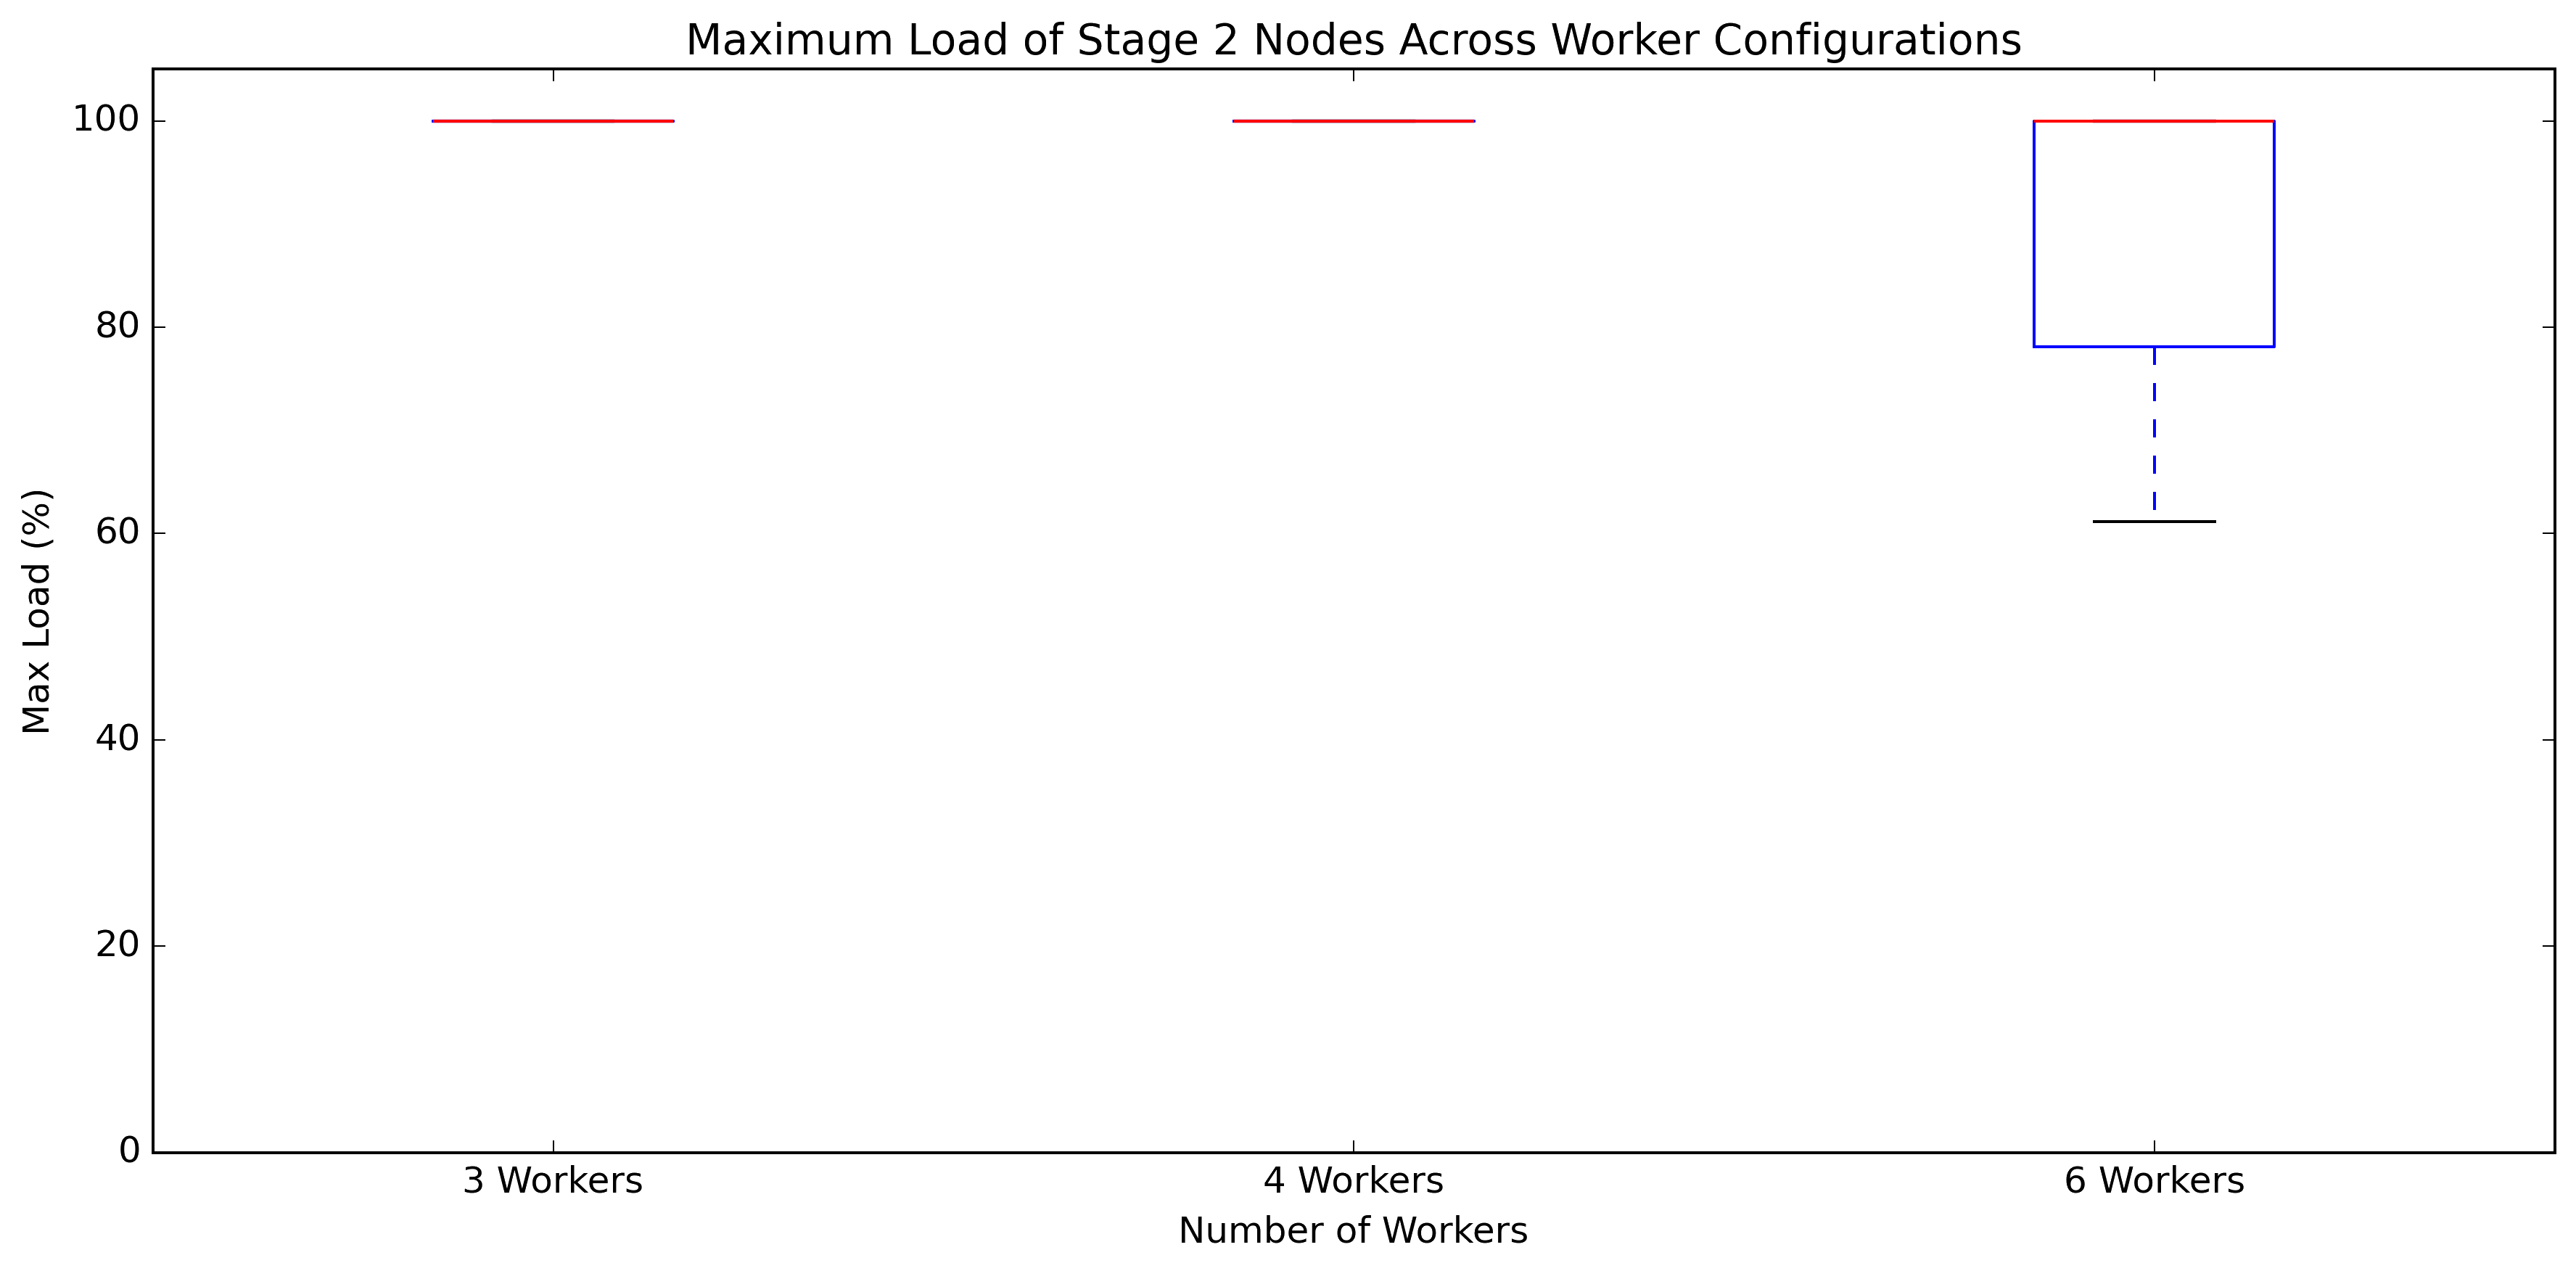 Maximum Load of Stage 2 Nodes Across Worker Configurations
Max Load (%)
100
80
60
40
20
0
3 Workers
4 Workers
6 Workers
Number of Workers